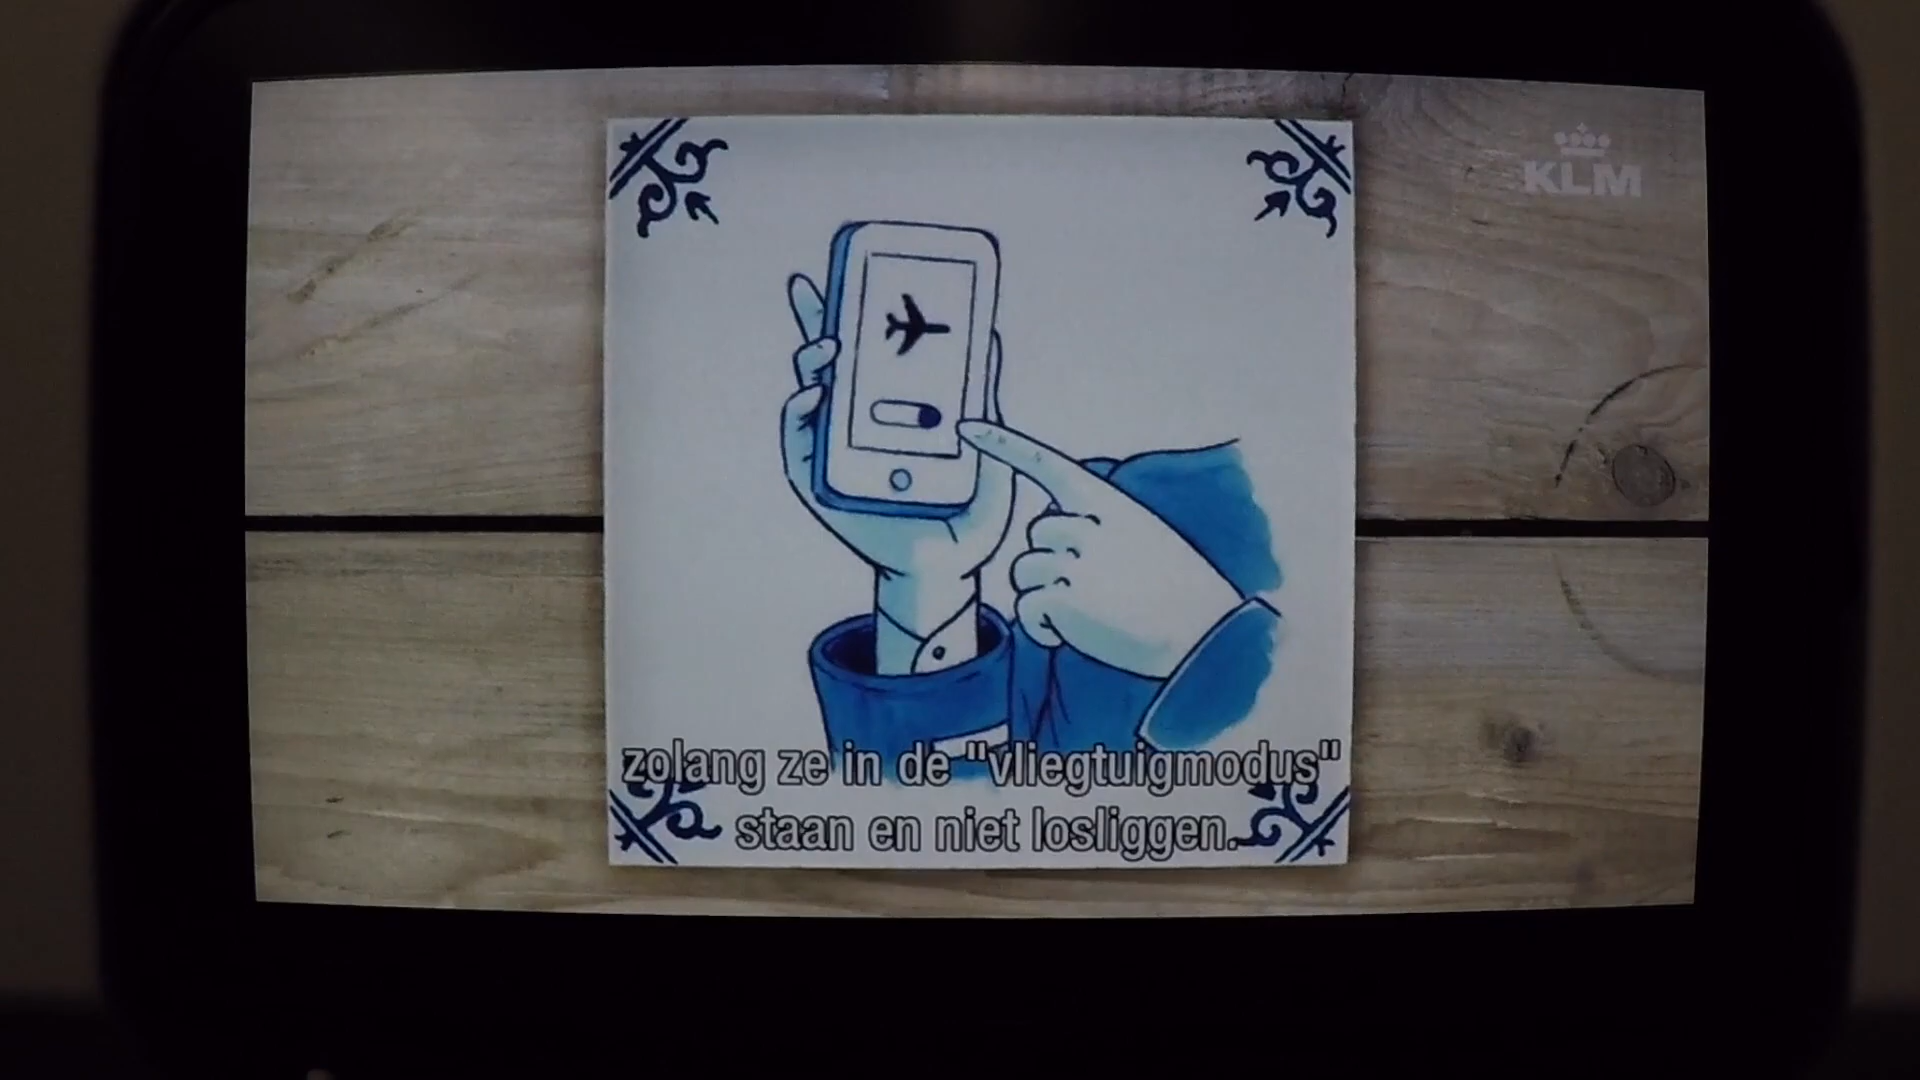 KLM
zolang ze in de "vliegtuigmodus"
staan en niet losliggen.